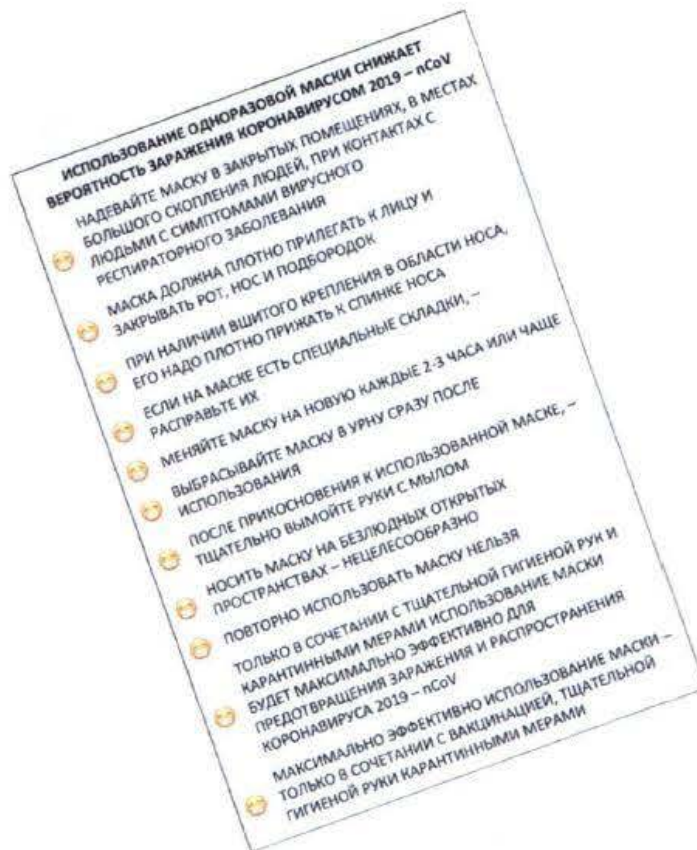 ИСПОЛЬЗОВАНИЕ ОДНОРАЗОВОЙ МАСКИ СНИЖАЕТ
ВЕРОЯТНОСТЬ ЗАРАЖЕНИЯ КОРОНАВИРУСОМ 2019 – nCoV
НАДЕВАЙТЕ МАСКУ В ЗАКРЫТЫХ ПОМЕЩЕНИЯХ, В МЕСТАХ
БОЛЬШОГО СКОПЛЕНИЯ ЛЮДЕЙ, ПРИ КОНТАКТАХ С
ЛЮДЬМИ С СИМПТОМАМИ ВИРУСНОГО
РЕСПИРАТОРНОГО ЗАБОЛЕВАНИЯ
МАСКА ДОЛЖНА ПЛОТНО ПРИЛЕГАТЬ К ЛИЦУ И
ЗАКРЫВАТЬ РОТ, НОС И ПОДБОРОДОК
ПРИ НАЛИЧИИ ВШИТОГО КРЕПЛЕНИЯ В ОБЛАСТИ НОСА,
ЕГО НАДО ПЛОТНО ПРИЖАТЬ К СПИНКЕ НОСА
ЕСЛИ НА МАСКЕ ЕСТЬ СПЕЦИАЛЬНЫЕ СКЛАДКИ, –
РАСПРАВЬТЕ ИХ
МЕНЯЙТЕ МАСКУ НА НОВУЮ КАЖДЫЕ 2-3 ЧАСА ИЛИ ЧАЩЕ
ВЫБРАСЫВАЙТЕ МАСКУ В УРНУ СРАЗУ ПОСЛЕ
ИСПОЛЬЗОВАНИЯ
ПОСЛЕ ПРИКОСНОВЕНИЯ К ИСПОЛЬЗОВАННОЙ МАСКЕ, –
ТЩАТЕЛЬНО ВЫМОЙТЕ РУКИ С МЫЛОМ
НОСИТЬ МАСКУ НА БЕЗЛЮДНЫХ ОТКРЫТЫХ
ПРОСТРАНСТВАХ – НЕЦЕЛЕСООБРАЗНО
ПОВТОРНО ИСПОЛЬЗОВАТЬ МАСКУ НЕЛЬЗЯ
ТОЛЬКО В СОЧЕТАНИИ С ТЩАТЕЛЬНОЙ ГИГИЕНОЙ РУК И
КАРАНТИННЫМИ МЕРАМИ ИСПОЛЬЗОВАНИЕ МАСКИ
БУДЕТ МАКСИМАЛЬНО ЭФФЕКТИВНО ДЛЯ
ПРЕДОТВРАЩЕНИЯ ЗАРАЖЕНИЯ И РАСПРОСТРАНЕНИЯ
КОРОНАВИРУСА 2019 – nCoV
МАКСИМАЛЬНО ЭФФЕКТИВНО ИСПОЛЬЗОВАНИЕ МАСКИ –
ТОЛЬКО В СОЧЕТАНИИ С ВАКЦИНАЦИЕЙ, ТЩАТЕЛЬНОЙ
ГИГИЕНОЙ РУКИ КАРАНТИННЫМИ МЕРАМИ